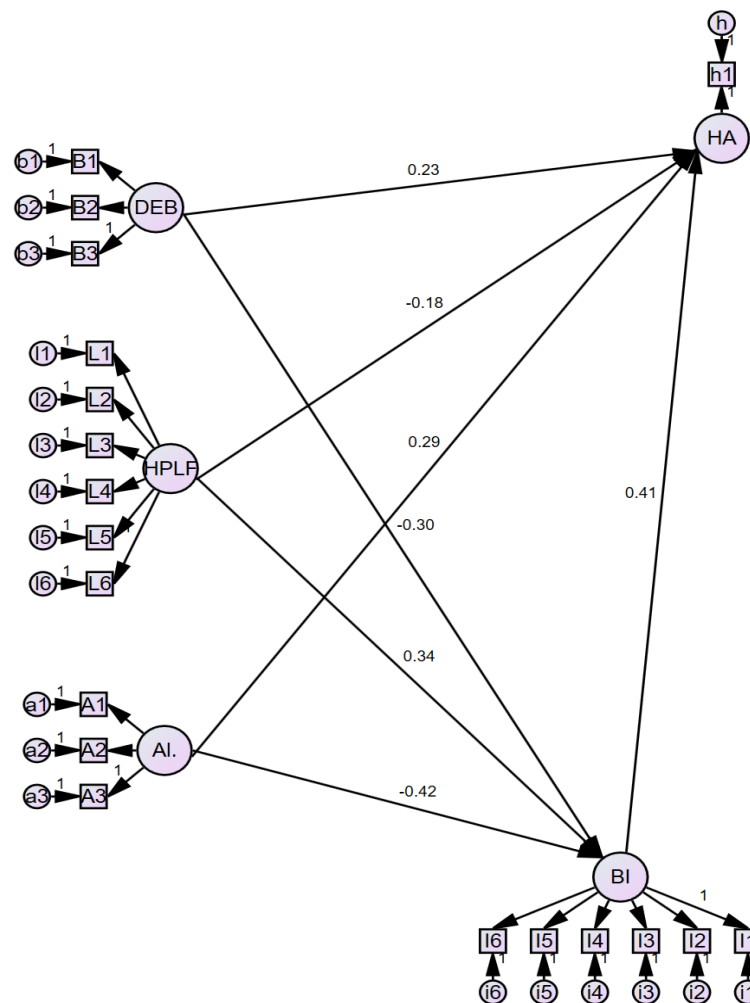 h
1
h1
1
HA
b1 1 B1
b2 1 B2
b3 1 B3
1
DEB
0.23
-0.18
l1 1 L1
l2 1 L2
l3 1 L3
l4 1 L4
l5 1 L5
l6 1 L6
1
HPLF
0.29
-0.30
0.41
0.34
a1 1 A1
a2 1 A2
a3 1 A3
1
AI.
-0.42
BI
1
I6 I5 I4 I3 I2 I1
1 1 1 1 1 1
i6 i5 i4 i3 i2 i1